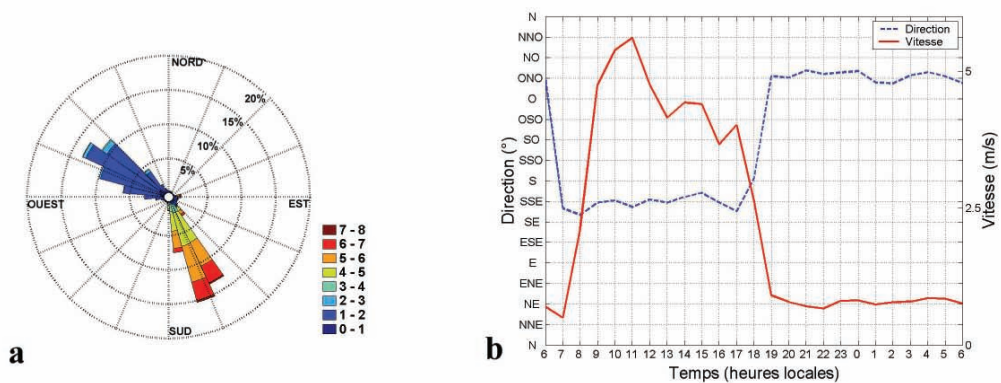 NORD
20%
15%
10%
5%
OUEST
EST
SUD
7 - 8
6 - 7
5 - 6
4 - 5
3 - 4
2 - 3
1 - 2
0 - 1
a
N
NNO
NO
ONO
O
OSO
SO
SSO
S
SSE
SE
ESE
E
ENE
NE
NNE
N
Direction (°)
Direction
Vitesse
5
2.5
0
Vitesse (m/s)
6 7 8 9 10 11 12 13 14 15 16 17 18 19 20 21 22 23 0 1 2 3 4 5 6
Temps (heures locales)
b